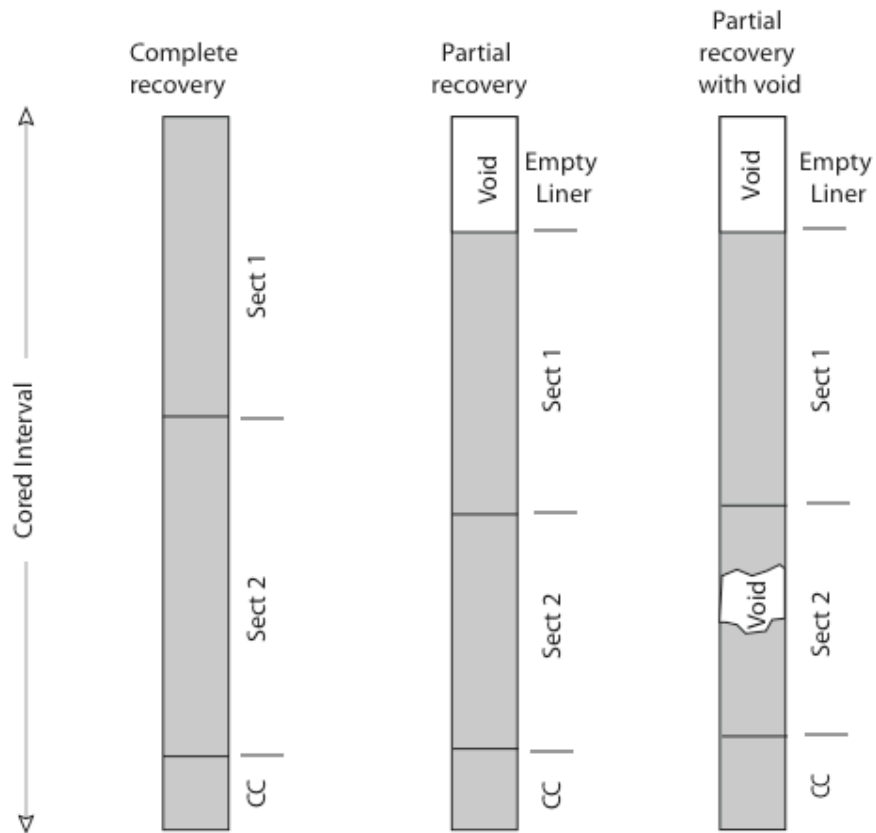 Complete
recovery
Partial
recovery
Partial
recovery
with void
Cored Interval
Sect 1
Sect 2
CC
Void
Empty
Liner
Sect 1
Sect 2
CC
Void
Empty
Liner
Sect 1
Void
Sect 2
CC